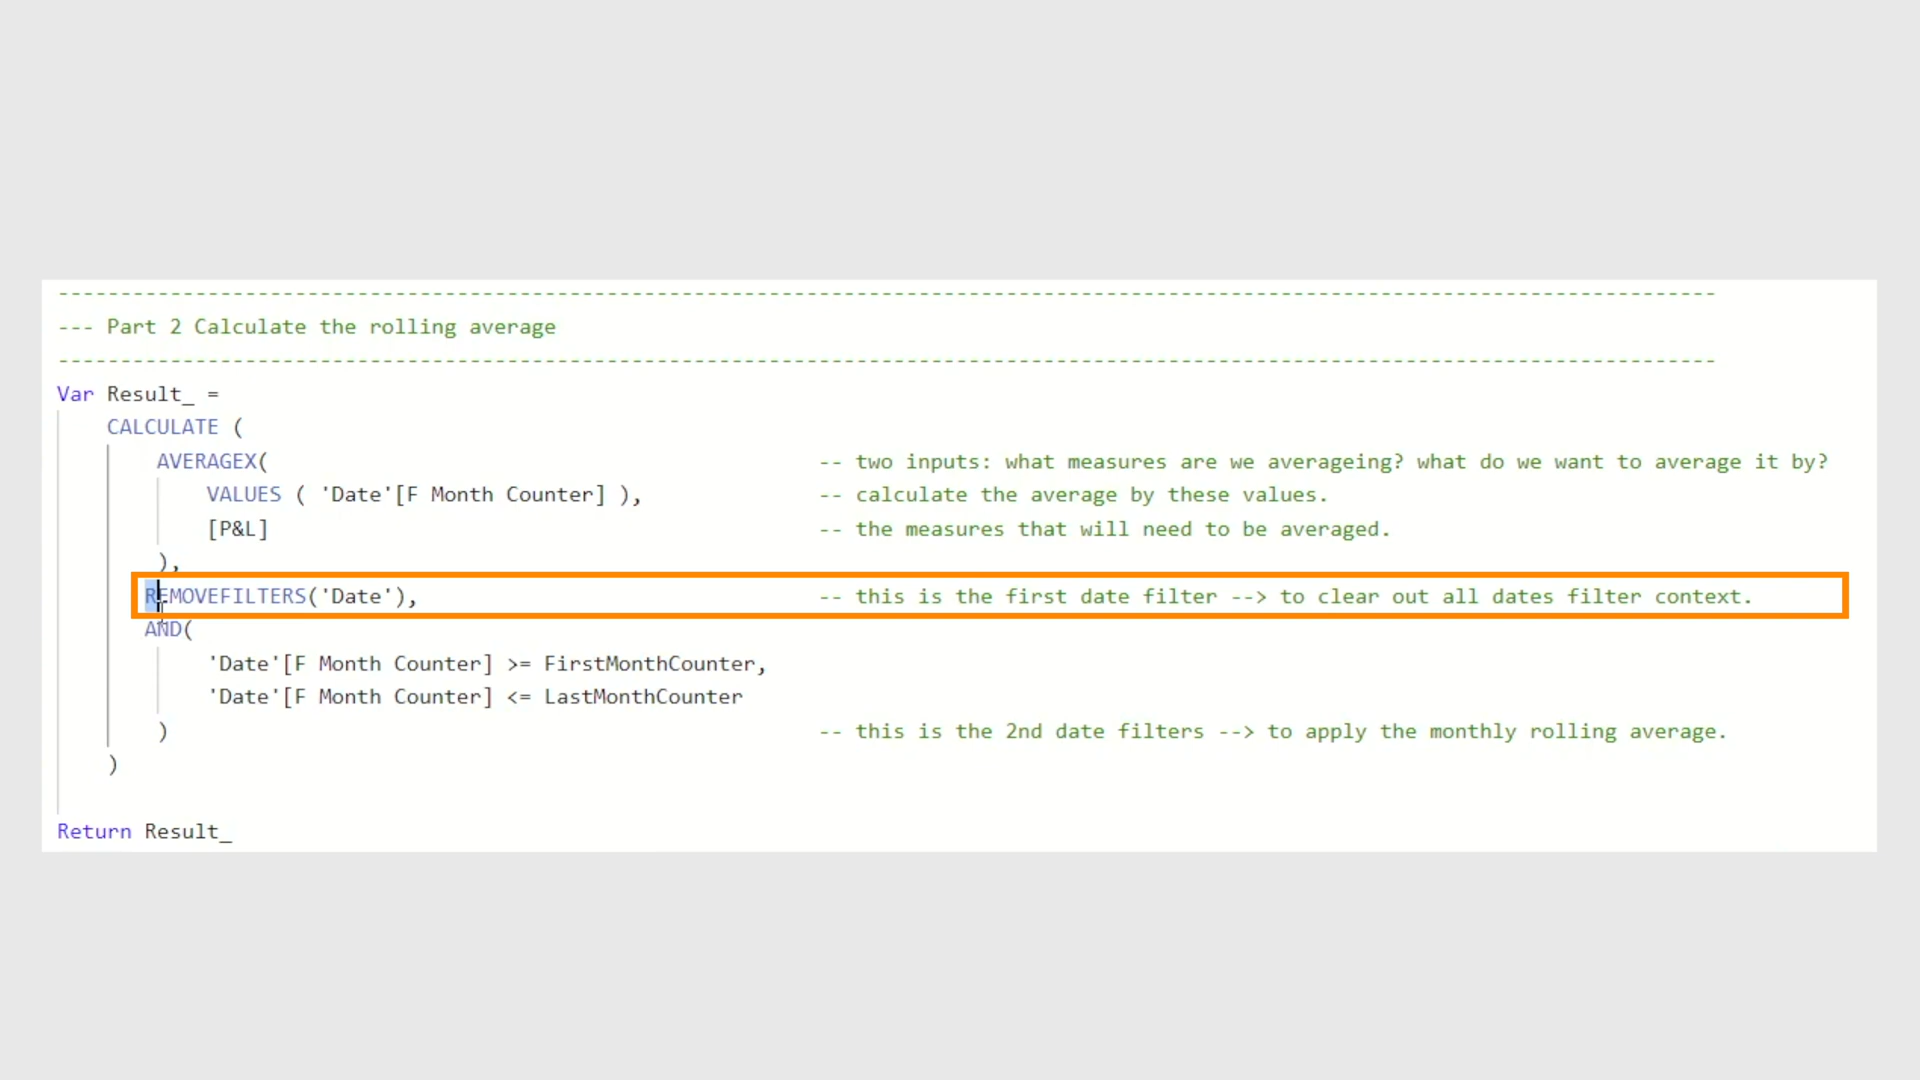 --------------------------------------------------------------------------------------------------------------------------------------
--- Part 2 Calculate the rolling average
--------------------------------------------------------------------------------------------------------------------------------------
Var Result_ =
CALCULATE (
AVERAGEX( -- two inputs: what measures are we averageing? what do we want to average it by?
VALUES ( 'Date'[F Month Counter] ), -- calculate the average by these values.
[P&L] -- the measures that will need to be averaged.
),
REMOVEFILTERS('Date'), -- this is the first date filter --> to clear out all dates filter context.
AND(
'Date'[F Month Counter] >= FirstMonthCounter,
'Date'[F Month Counter] <= LastMonthCounter
) -- this is the 2nd date filters --> to apply the monthly rolling average.
)
Return Result_